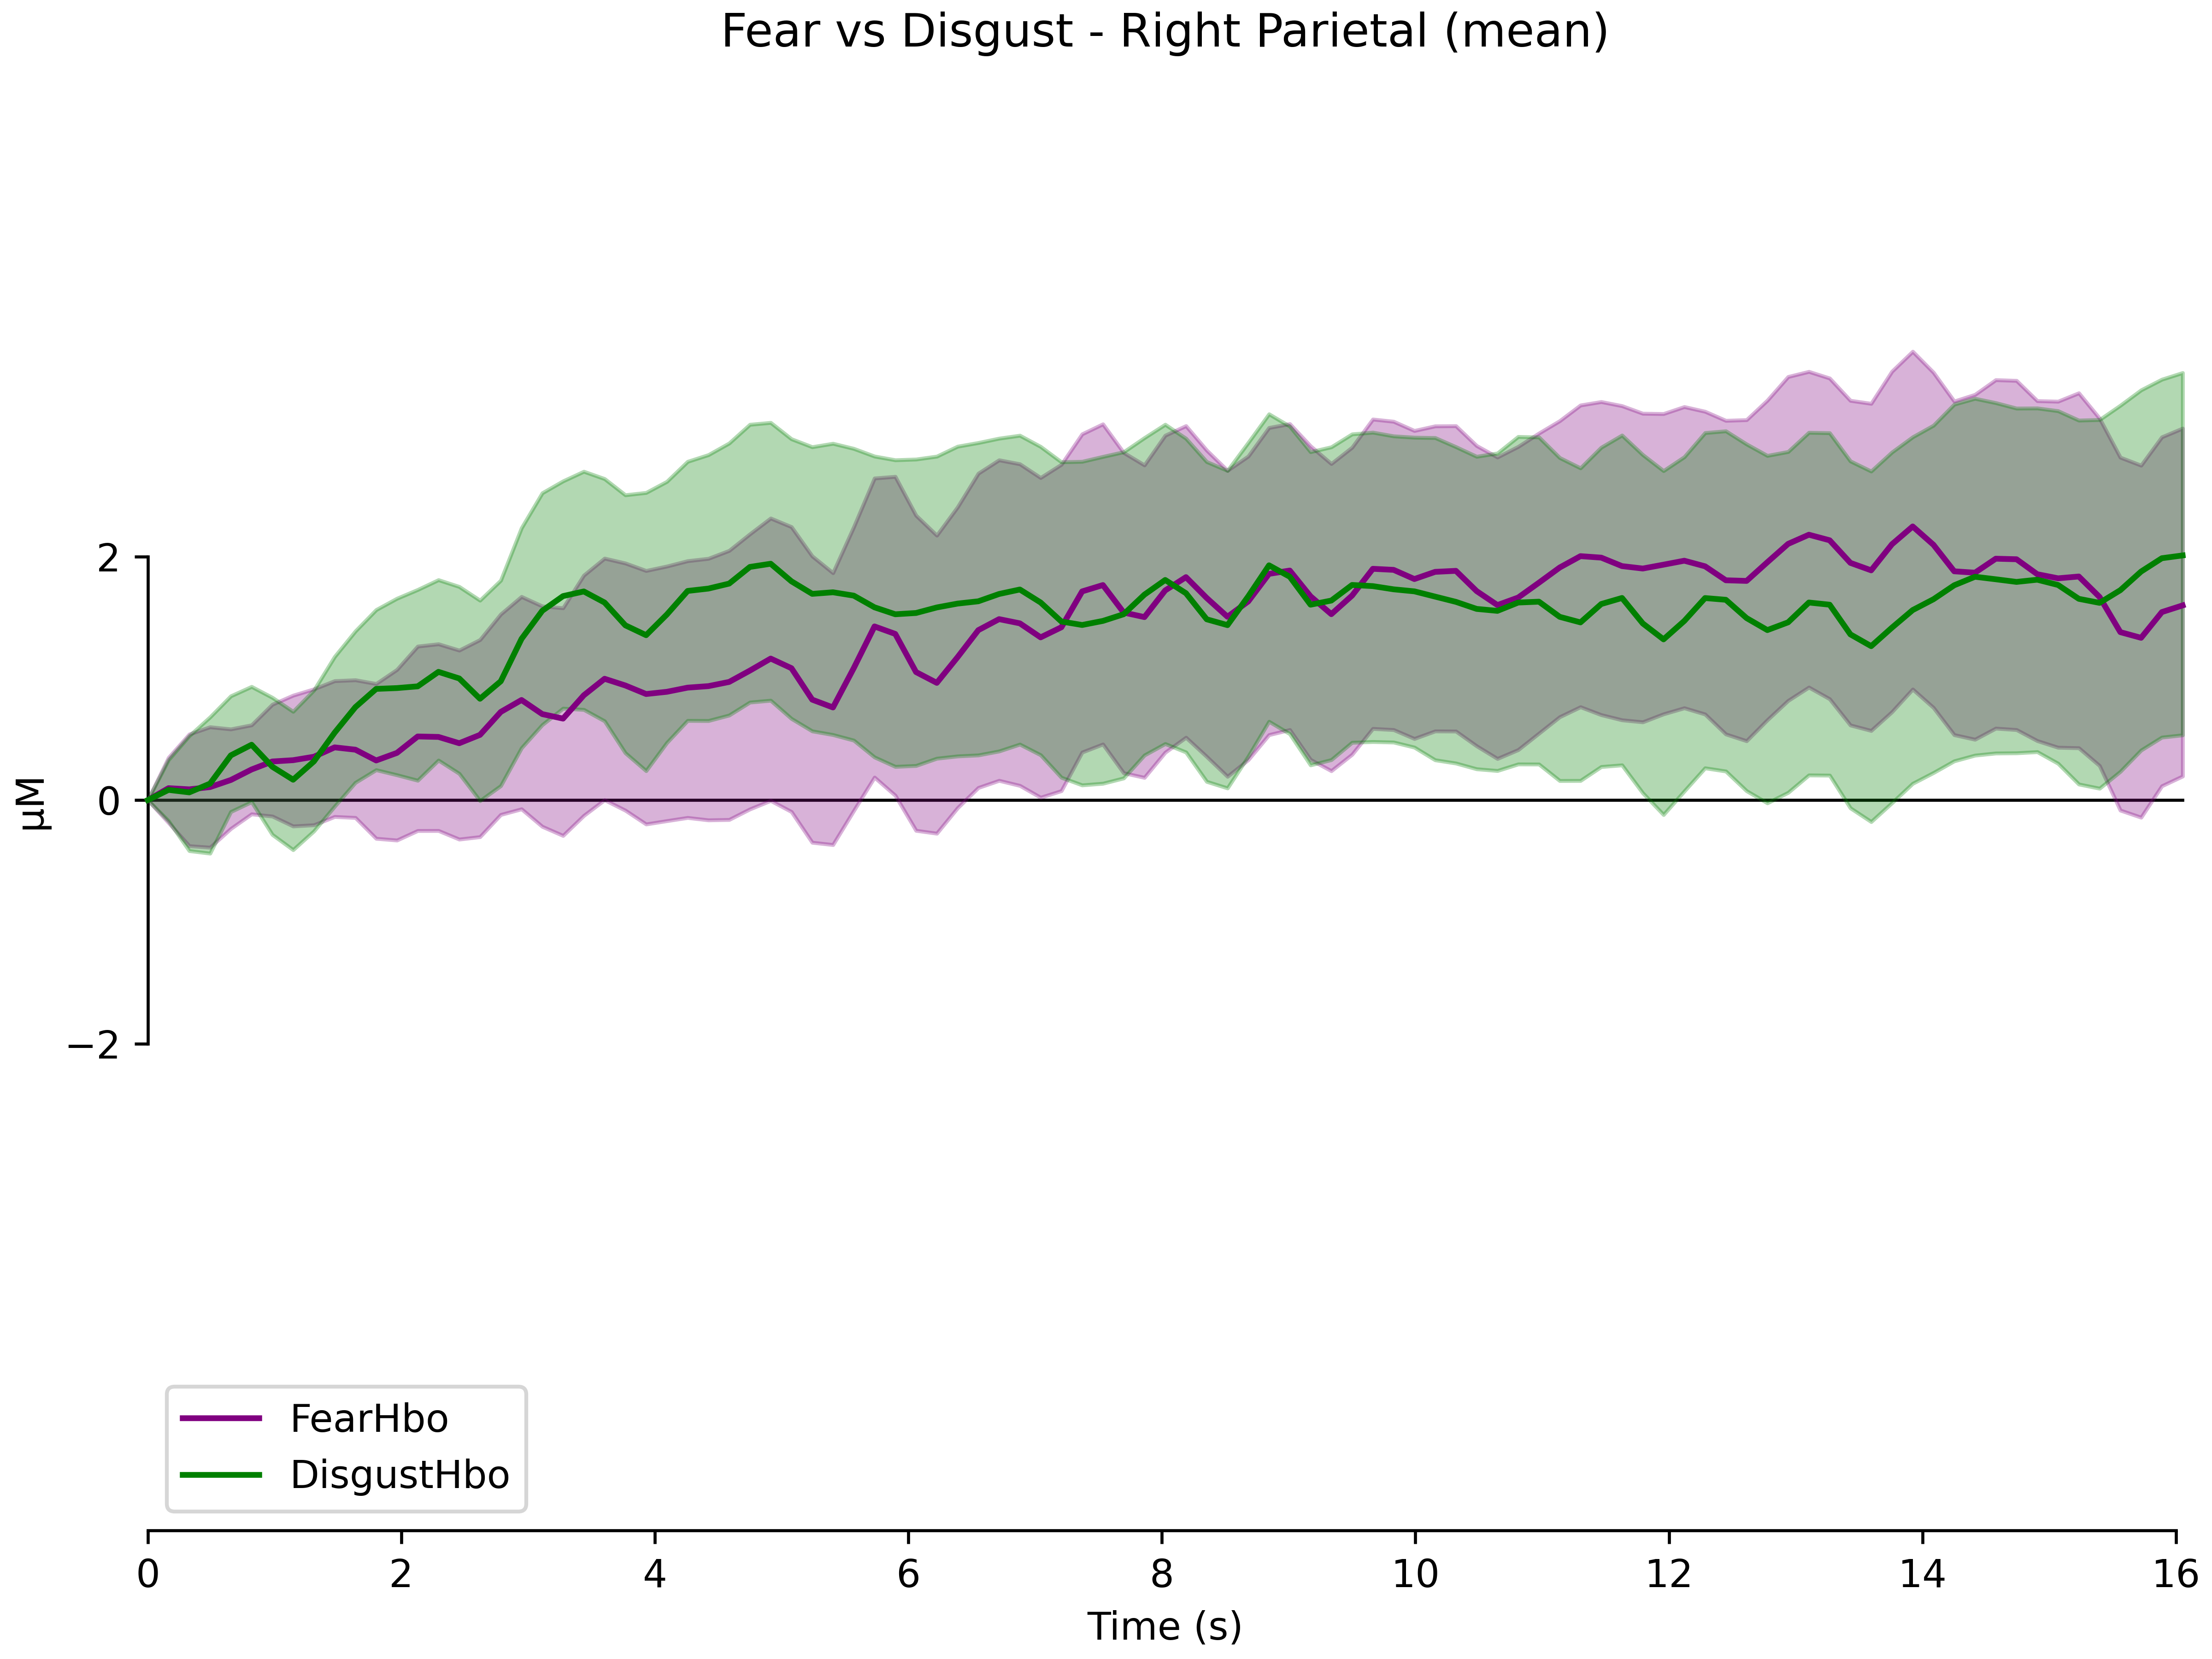 Fear vs Disgust - Right Parietal (mean)
µM
2
0
−2
FearHbo
DisgustHbo
0 2 4 6 8 10 12 14 16
Time (s)